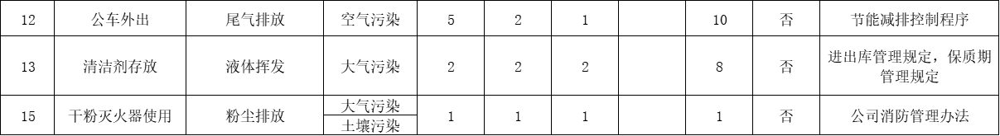 12 公车外出 尾气排放 空气污染 5 2 1 10 否 节能减排控制程序
13 清洁剂存放 液体挥发 大气污染 2 2 2 8 否 进出库管理规定，保质期
管理规定
15 干粉灭火器使用 粉尘排放 大气污染 1 1 1 1 否 公司消防管理办法
土壤污染